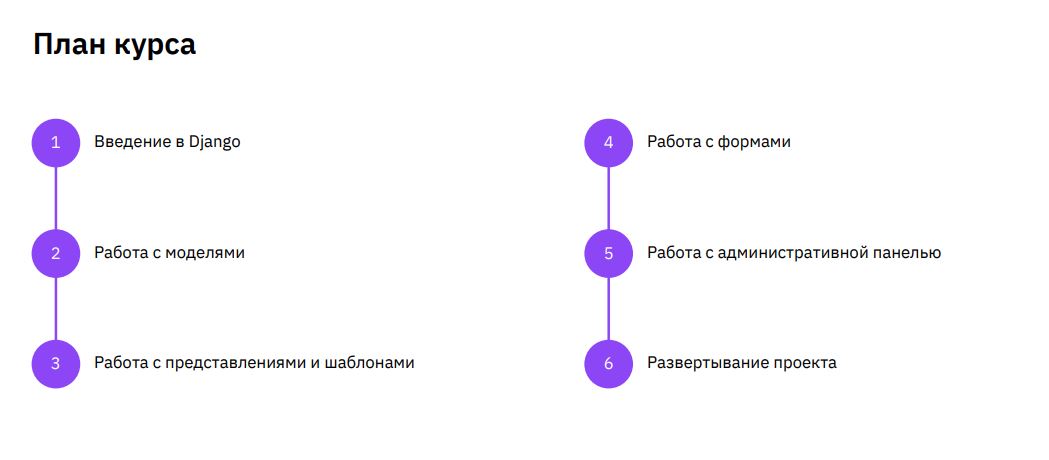 План курса
1 Введение в Django
2 Работа с моделями
3 Работа с представлениями и шаблонами
4 Работа с формами
5 Работа с административной панелью
6 Развертывание проекта